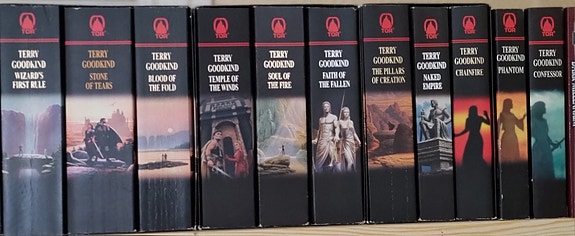 TOR
TERRY
GOODKIND
WIZARD'S
FIRST RULE
TOR
TERRY
GOODKIND
STONE
OF TEARS
TOR
TERRY
GOODKIND
BLOOD OF
THE FOLD
TOR
TERRY
GOODKIND
TEMPLE OF
THE WINDS
TOR
TERRY
GOODKIND
SOUL OF
THE FIRE
TOR
TERRY
GOODKIND
FAITH OF
THE FALLEN
TOR
TERRY
GOODKIND
THE PILLARS
OF CREATION
TOR
TERRY
GOODKIND
NAKED
EMPIRE
TOR
TERRY
GOODKIND
CHAINFIRE
TOR
TERRY
GOODKIND
PHANTOM
TOR
TERRY
GOODKIND
CONFESSOR